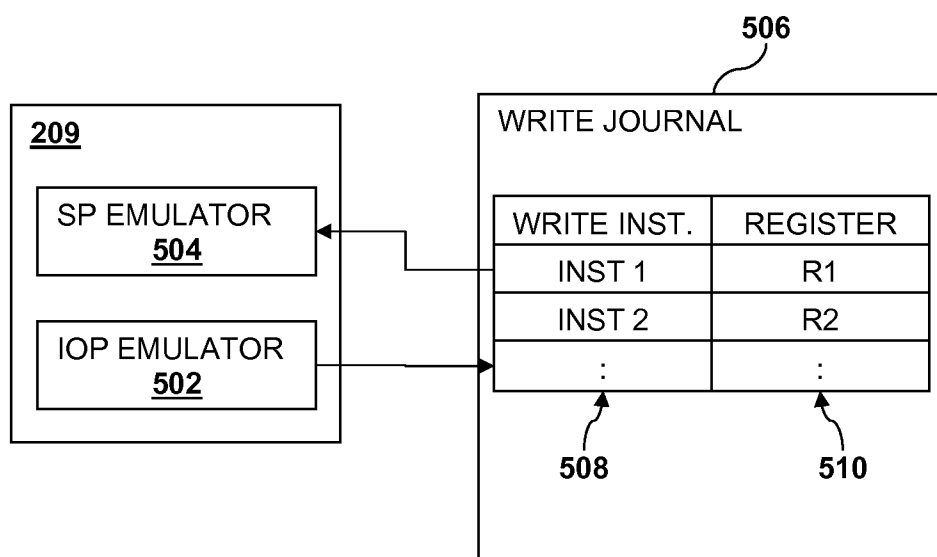 506
209
WRITE JOURNAL
SP EMULATOR
504
IOP EMULATOR
502
WRITE INST. REGISTER
INST 1 R1
INST 2 R2
: :
508 510